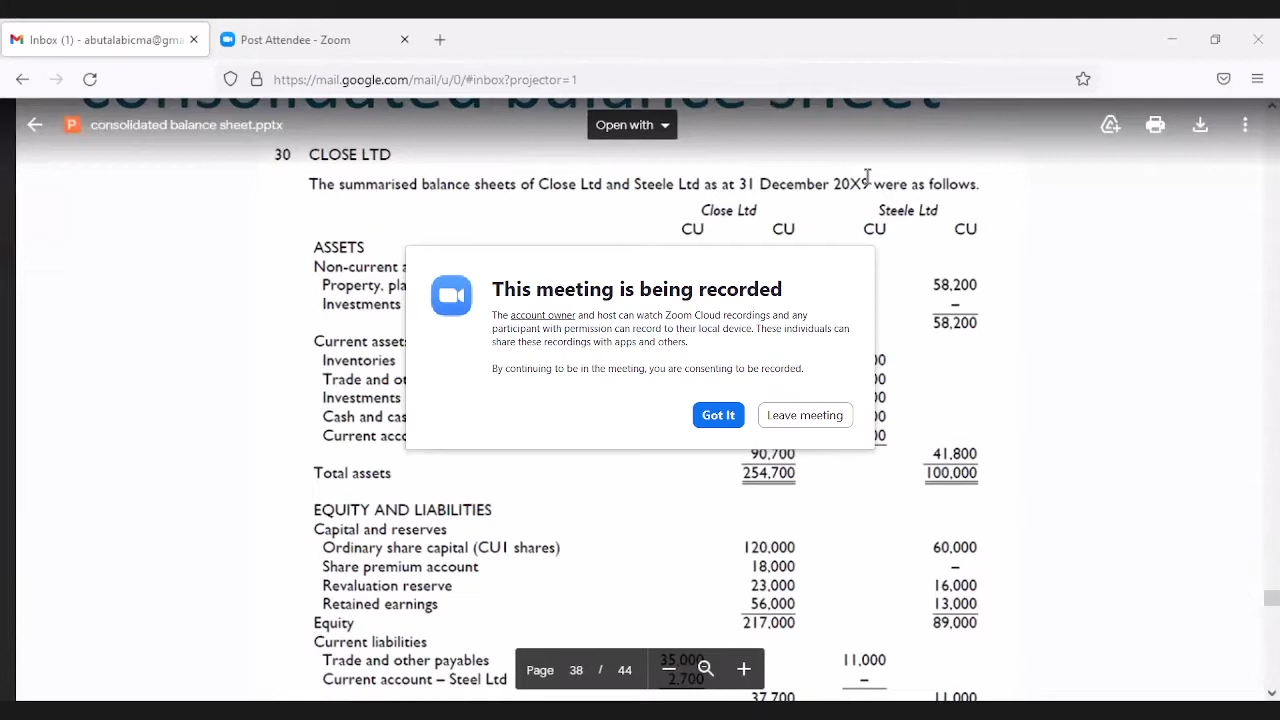 Inbox (1) - abutalabicma@gma
Post Attendee - Zoom
https://mail.google.com/mail/u/0/#inbox?projector=1
consolidated balance sheet
consolidated balance sheet.pptx
Open with
30 CLOSE LTD
The summarised balance sheets of Close Ltd and Steele Ltd as at 31 December 20X9 were as follows.
Close Ltd Steele Ltd
CU CU CU CU
ASSETS
Non-current a
Property, pla 58,200
Investments –
58,200
Current asset
Inventories 00
Trade and ot 00
Investments 00
Cash and cas 00
Current acco 00
90,700 41,800
Total assets 254,700 100,000
This meeting is being recorded
The account owner and host can watch Zoom Cloud recordings and any
participant with permission can record to their local device. These individuals can
share these recordings with apps and others.
By continuing to be in the meeting, you are consenting to be recorded.
Got It Leave meeting
EQUITY AND LIABILITIES
Capital and reserves
Ordinary share capital (CU1 shares) 120,000 60,000
Share premium account 18,000 –
Revaluation reserve 23,000 16,000
Retained earnings 56,000 13,000
Equity 217,000 89,000
Current liabilities
Trade and other payables 35,000 11,000
Current account – Steel Ltd 2,700 –
37,700 11,000
Page 38 / 44